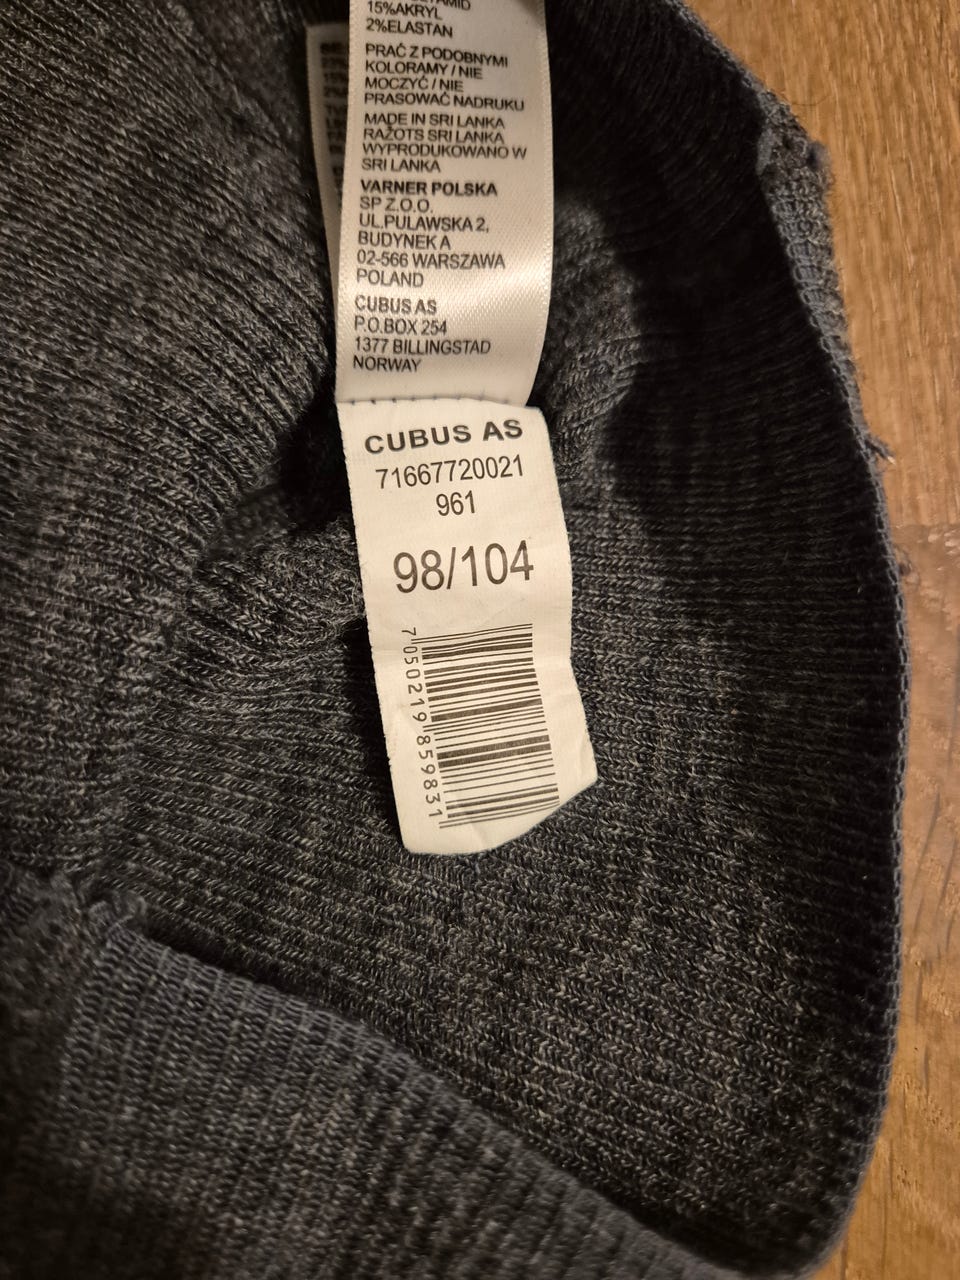 15%AKRYL
2%ELASTAN
PRAĆ Z PODOBNYMI
KOLORAMY / NIE
MOCZYĆ / NIE
PRASOWAĆ NADRUKU
MADE IN SRI LANKA
RAŽOTS SRI LANKA
WYPRODUKOWANO W
SRI LANKA
VARNER POLSKA
SP Z.O.O.
UL.PULAWSKA 2,
BUDYNEK A
02-566 WARSZAWA
POLAND
CUBUS AS
P.O.BOX 254
1377 BILLINGSTAD
NORWAY
CUBUS AS
71667720021
961
98/104
7050219859831